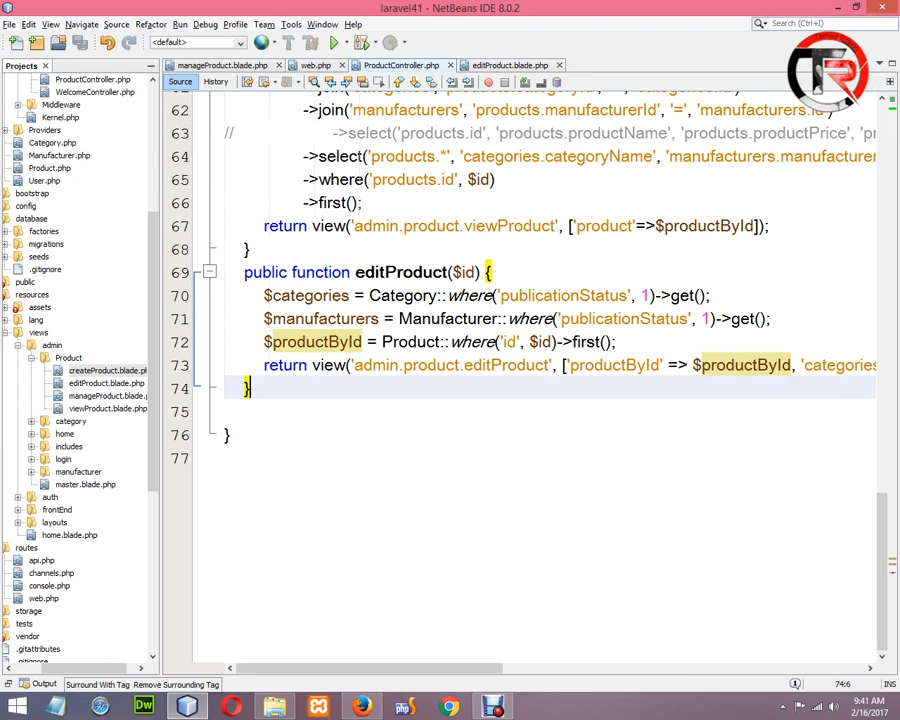 laravel41 - NetBeans IDE 8.0.2
File Edit View Navigate Source Refactor Run Debug Profile Team Tools Window Help
Search (Ctrl+I)
<default>
Projects
manageProduct.blade.php web.php ProductController.php editProduct.blade.php
Source History
ProductController.php
WelcomeController.php
Middleware
Kernel.php
Providers
Category.php
Manufacturer.php
Product.php
User.php
bootstrap
config
database
factories
migrations
seeds
.gitignore
public
resources
assets
lang
views
admin
Product
createProduct.blade.ph
editProduct.blade.php
manageProduct.blade.
viewProduct.blade.php
category
home
includes
login
manufacturer
master.blade.php
auth
frontEnd
layouts
home.blade.php
routes
api.php
channels.php
console.php
web.php
storage
tests
vendor
.gitattributes
.gitignore
62 ->join('manufacturers', 'products.manufacturerId', '=', 'manufacturers.id')
63 // ->select('products.id', 'products.productName', 'products.productPrice', 'pr
64 ->select('products.*', 'categories.categoryName', 'manufacturers.manufacturer
65 ->where('products.id', $id)
66 ->first();
67 return view('admin.product.viewProduct', ['product'=>$productById]);
68 }
69 public function editProduct($id) {
70 $categories = Category::where('publicationStatus', 1)->get();
71 $manufacturers = Manufacturer::where('publicationStatus', 1)->get();
72 $productById = Product::where('id', $id)->first();
73 return view('admin.product.editProduct', ['productById' => $productById, 'categories
74 }
75
76 }
77
Output Surround With Tag Remove Surrounding Tag
74:6 INS
Dw php
9:41 AM
2/16/2017